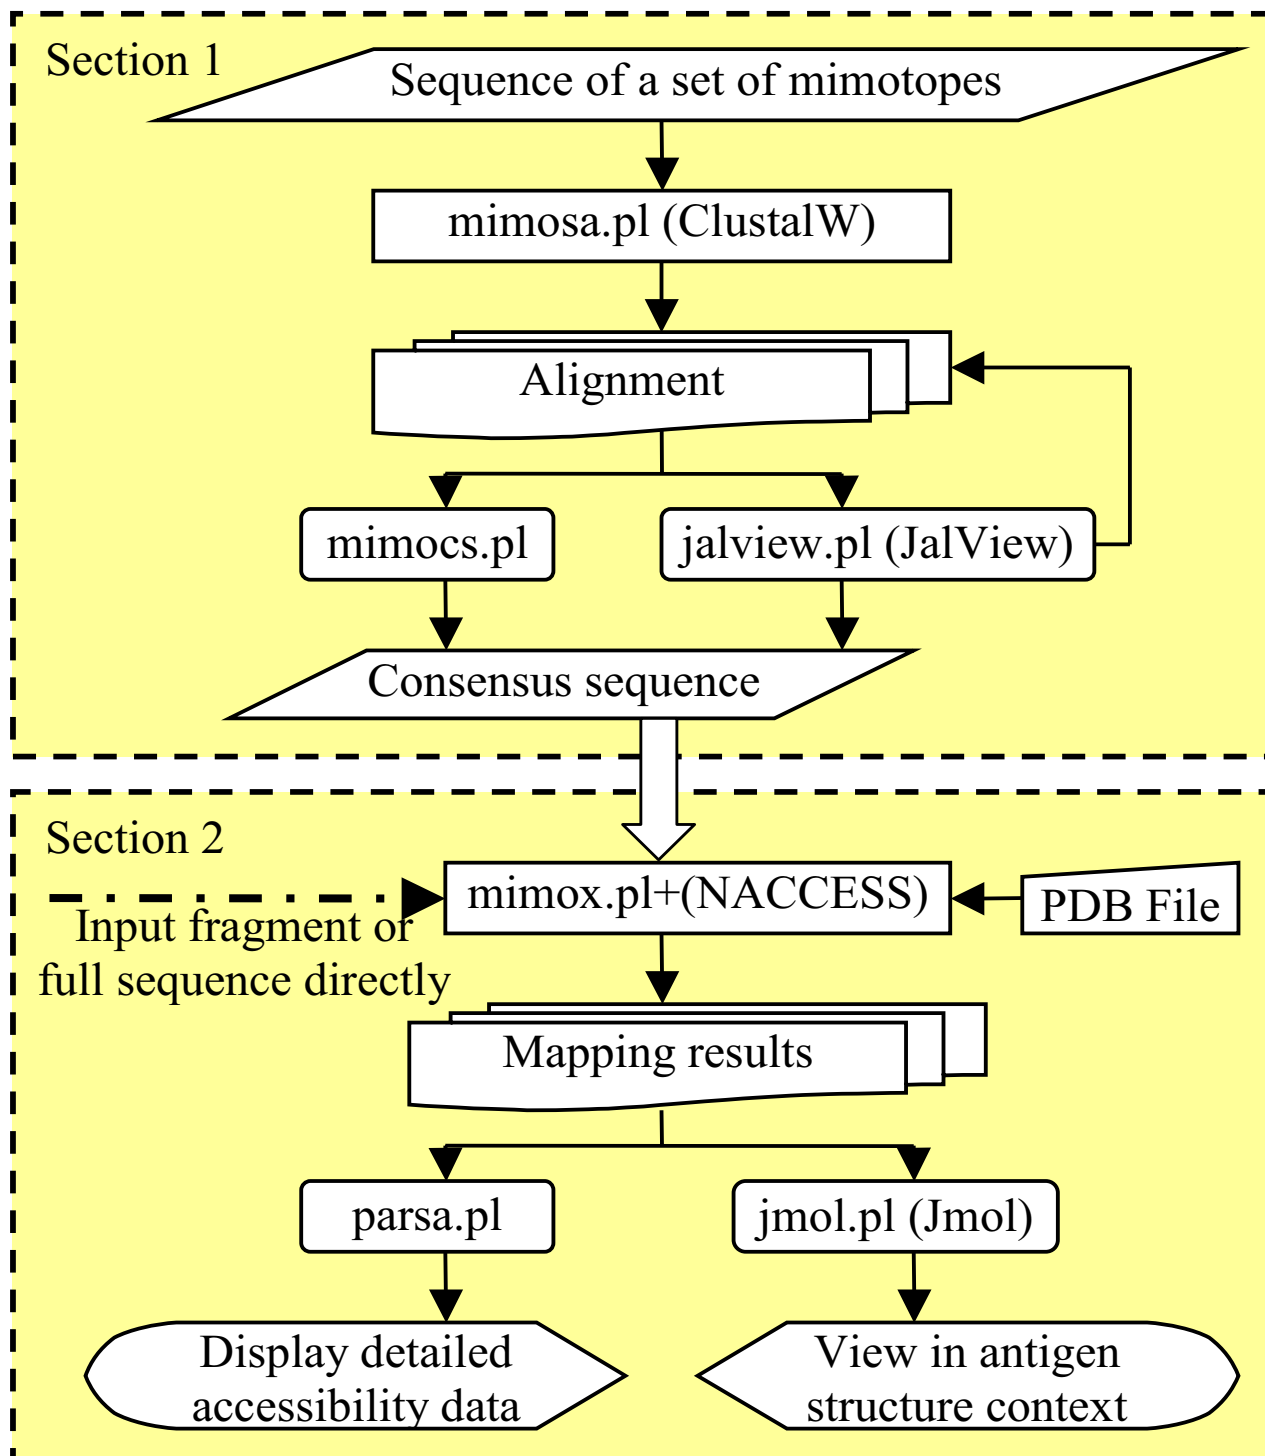 Section 1
Sequence of a set of mimotopes
mimosa.pl (ClustalW)
Alignment
mimocs.pl
jalview.pl (JalView)
Consensus sequence
Section 2
mimox.pl+(NACCESS)
PDB File
Input fragment or
full sequence directly
Mapping results
parsa.pl
jmol.pl (Jmol)
Display detailed
accessibility data
View in antigen
structure context